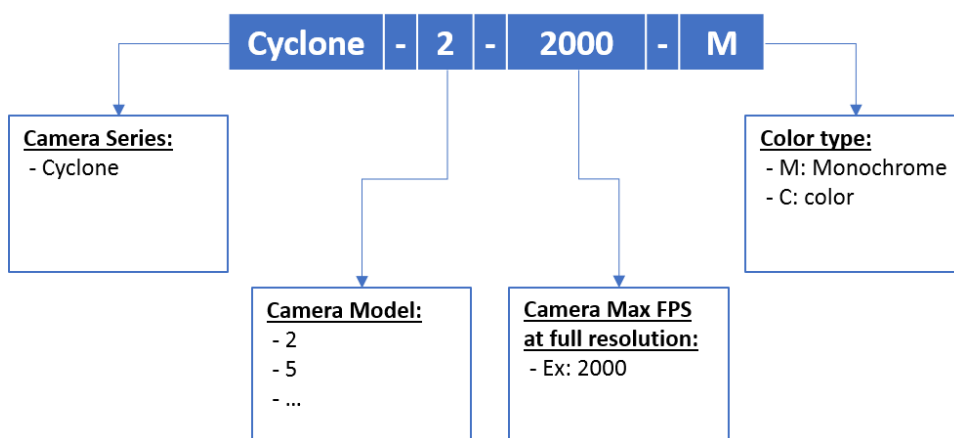 Cyclone - 2 - 2000 - M
Camera Series:
- Cyclone
Color type:
- M: Monochrome
- C: color
Camera Model:
- 2
- 5
- ...
Camera Max FPS
at full resolution:
- Ex: 2000